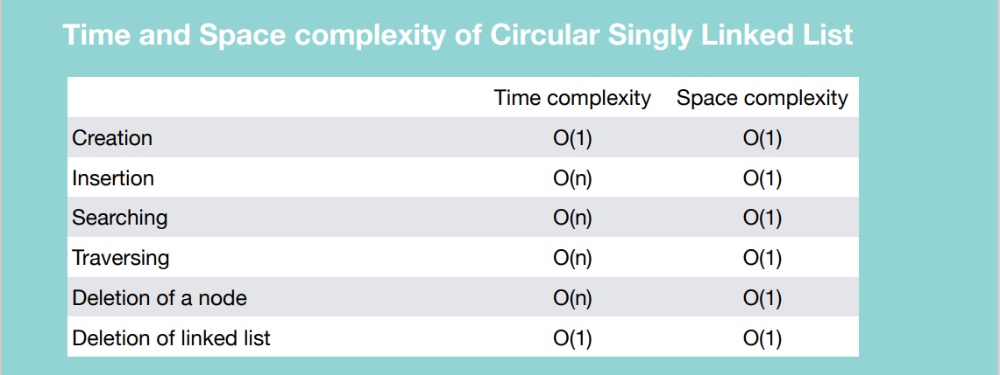 Time and Space complexity of Circular Singly Linked List
Time complexity Space complexity
Creation O(1) O(1)
Insertion O(n) O(1)
Searching O(n) O(1)
Traversing O(n) O(1)
Deletion of a node O(n) O(1)
Deletion of linked list O(1) O(1)